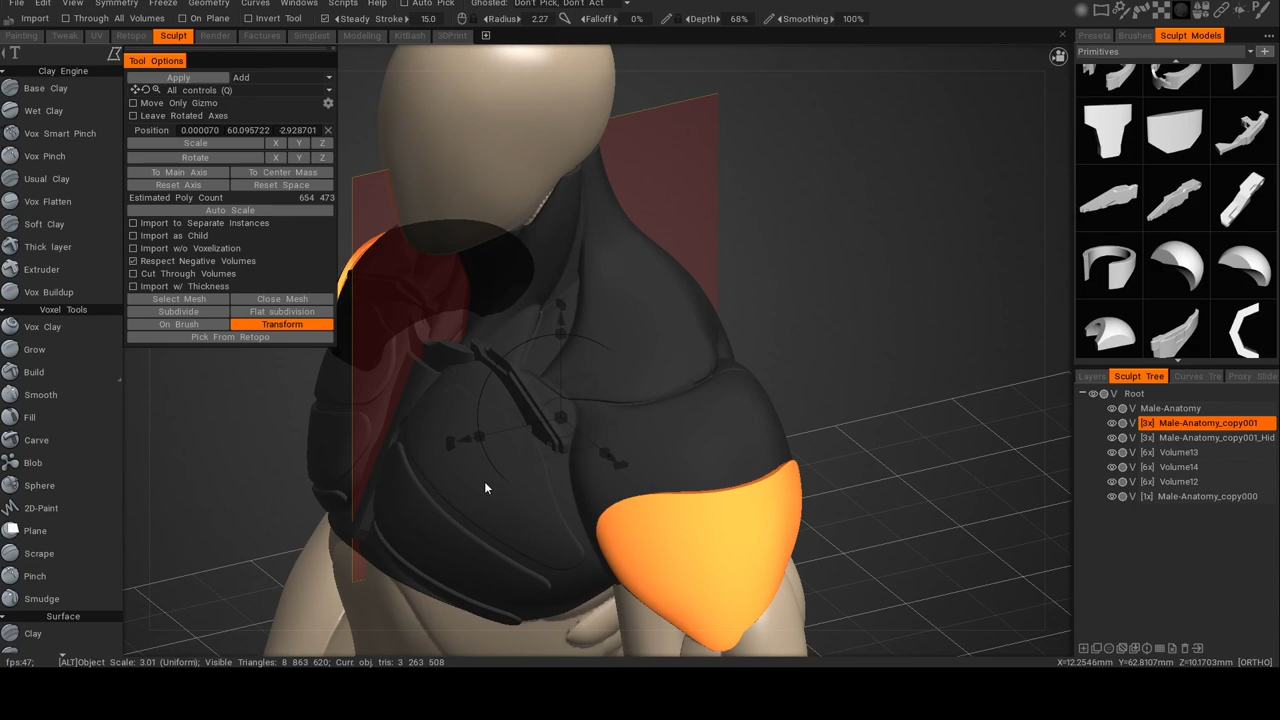 Edit View Symmetry Freeze Geometry Curves Windows Scripts Help Auto Pick Ghosted: Don't Pick, Don't Act
Import Through All Volumes On Plane Invert Tool Steady Stroke 15.0 Radius 2.27 Falloff 0% Depth 68% Smoothing 100%
Painting Tweak UV Retopo Sculpt Render Factures Simplest Modeling KitBash 3DPrint
T
Clay Engine
Base Clay
Wet Clay
Vox Smart Pinch
Vox Pinch
Usual Clay
Vox Flatten
Soft Clay
Thick layer
Extruder
Vox Buildup
Voxel Tools
Vox Clay
Grow
Build
Smooth
Fill
Carve
Blob
Sphere
2D-Paint
Plane
Scrape
Pinch
Smudge
Surface
Clay
Tool Options
Apply Add
All controls (Q)
Move Only Gizmo
Leave Rotated Axes
Position 0.000070 60.095722 -2.928701
Scale X Y Z
Rotate X Y Z
To Main Axis To Center Mass
Reset Axis Reset Space
Estimated Poly Count 654 473
Auto Scale
Import to Separate Instances
Import as Child
Import w/o Voxelization
Respect Negative Volumes
Cut Through Volumes
Import w/ Thickness
Select Mesh Close Mesh
Subdivide Flat subdivision
On Brush Transform
Pick From Retopo
Presets Brushes Sculpt Models
Primitives
Layers Sculpt Tree Curves Tre Proxy Slide
Root
V Male-Anatomy
V [3x] Male-Anatomy_copy001
V [3x] Male-Anatomy_copy001_Hid
V [6x] Volume13
V [6x] Volume14
V [6x] Volume12
V [1x] Male-Anatomy_copy000
fps:47; [ALT]Object Scale: 3.01 (Uniform); Visible Triangles: 8 863 620; Curr. obj. tris: 3 263 508 X=12.2546mm Y=62.8107mm Z=10.1703mm [ORTHO]